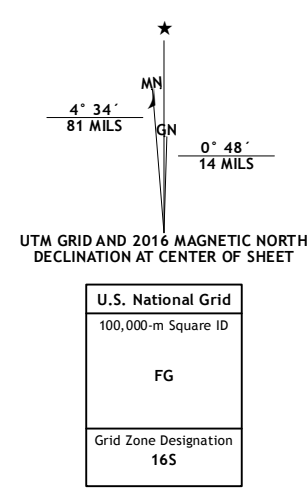 MN
4° 34´
81 MILS
GN
0° 48´
14 MILS
UTM GRID AND 2016 MAGNETIC NORTH
DECLINATION AT CENTER OF SHEET
U.S. National Grid
100,000-m Square ID
FG
Grid Zone Designation
16S